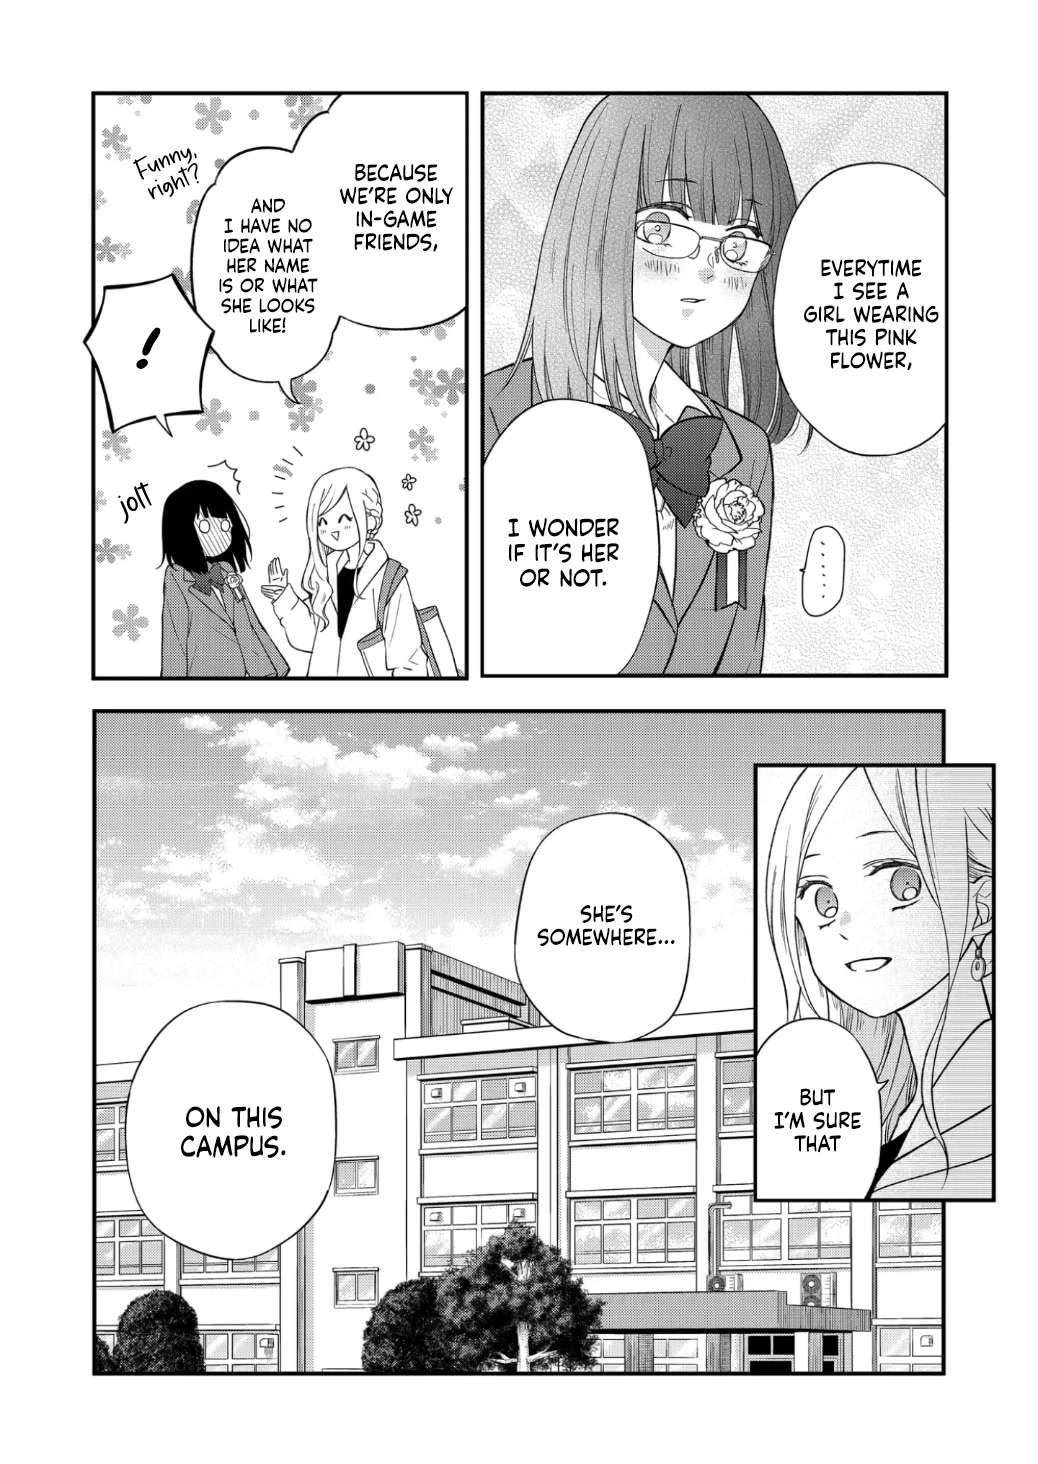 EVERYTIME
I SEE A
GIRL WEARING
THIS PINK
FLOWER,
......
I WONDER
IF IT'S HER
OR NOT.
BECAUSE
WE'RE ONLY
IN-GAME
FRIENDS,
AND
I HAVE NO
IDEA WHAT
HER NAME
IS OR WHAT
SHE LOOKS
LIKE!
Funny,
right?
!
jolt
BUT
I'M SURE
THAT
SHE'S
SOMEWHERE...
ON THIS
CAMPUS.